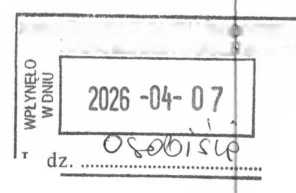 WPŁYNĘŁO
W DNIU
2026 -04- 07
osobiście
dz. ..............................